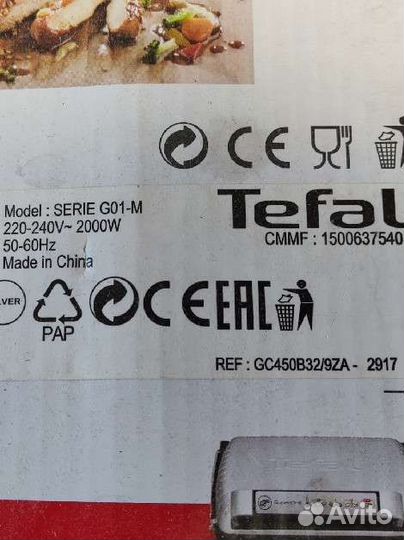 CE
Model : SERIE G01-M
220-240V~ 2000W
50-60Hz
Made in China
Tefal
CMMF : 1500637540
PAP
CE EAC
REF : GC450B32/9ZA - 2917
Avito